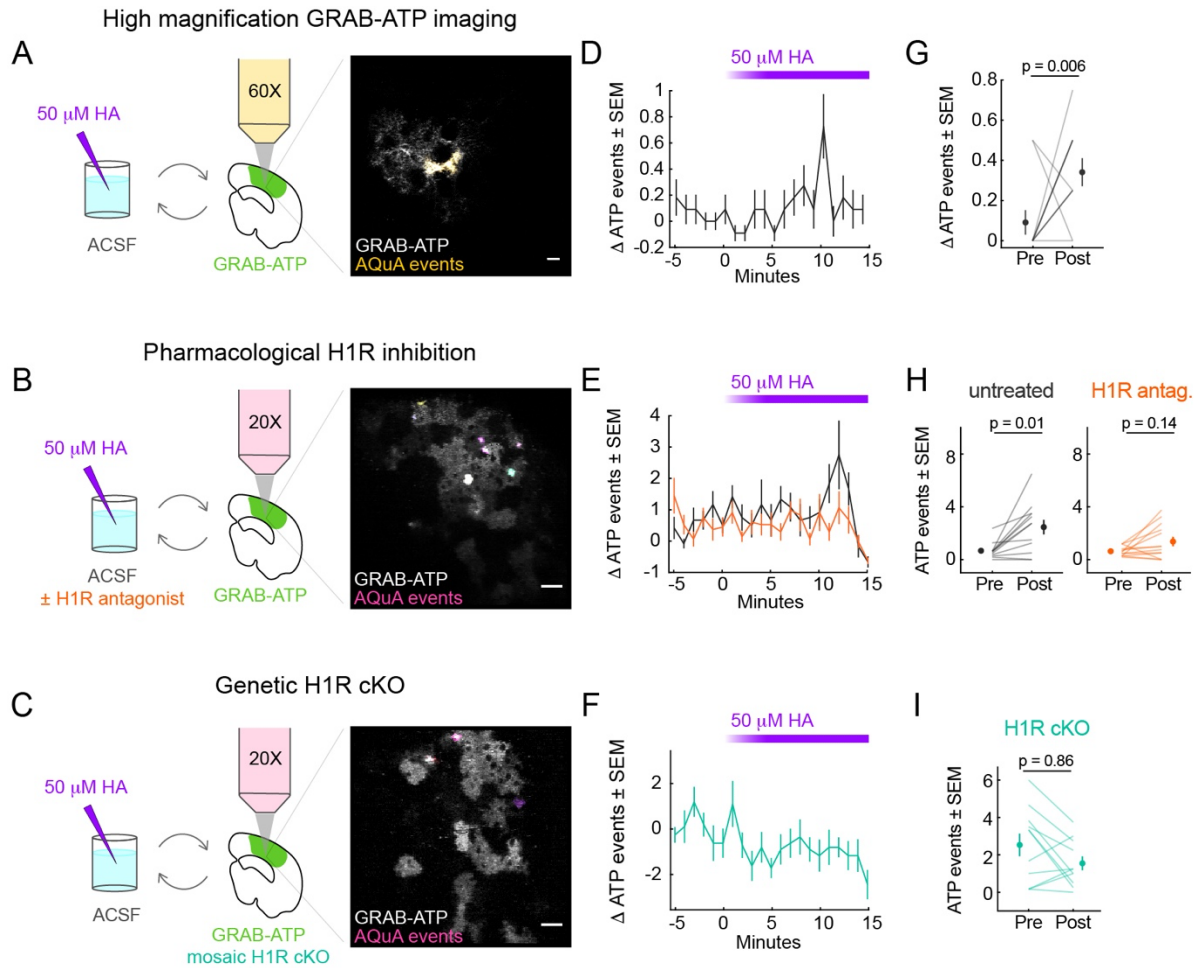 High magnification GRAB-ATP imaging
A
50 μM HA
ACSF
60X
GRAB-ATP
GRAB-ATP
AQuA events
D
50 μM HA
Δ ATP events ± SEM
1
0.8
0.6
0.4
0.2
0
-0.2
-5 0 5 10 15
Minutes
G
p = 0.006
Δ ATP events ± SEM
0.8
0.6
0.4
0.2
0
Pre Post
Pharmacological H1R inhibition
B
50 μM HA
ACSF
± H1R antagonist
20X
GRAB-ATP
GRAB-ATP
AQuA events
E
50 μM HA
Δ ATP events ± SEM
4
3
2
1
0
-1
-5 0 5 10 15
Minutes
H
untreated
p = 0.01
ATP events ± SEM
8
4
0
Pre Post
H1R antag.
p = 0.14
8
4
0
Pre Post
Genetic H1R cKO
C
50 μM HA
ACSF
20X
GRAB-ATP
mosaic H1R cKO
GRAB-ATP
AQuA events
F
50 μM HA
Δ ATP events ± SEM
2
0
-2
-5 0 5 10 15
Minutes
I
H1R cKO
p = 0.86
ATP events ± SEM
6
4
2
0
Pre Post